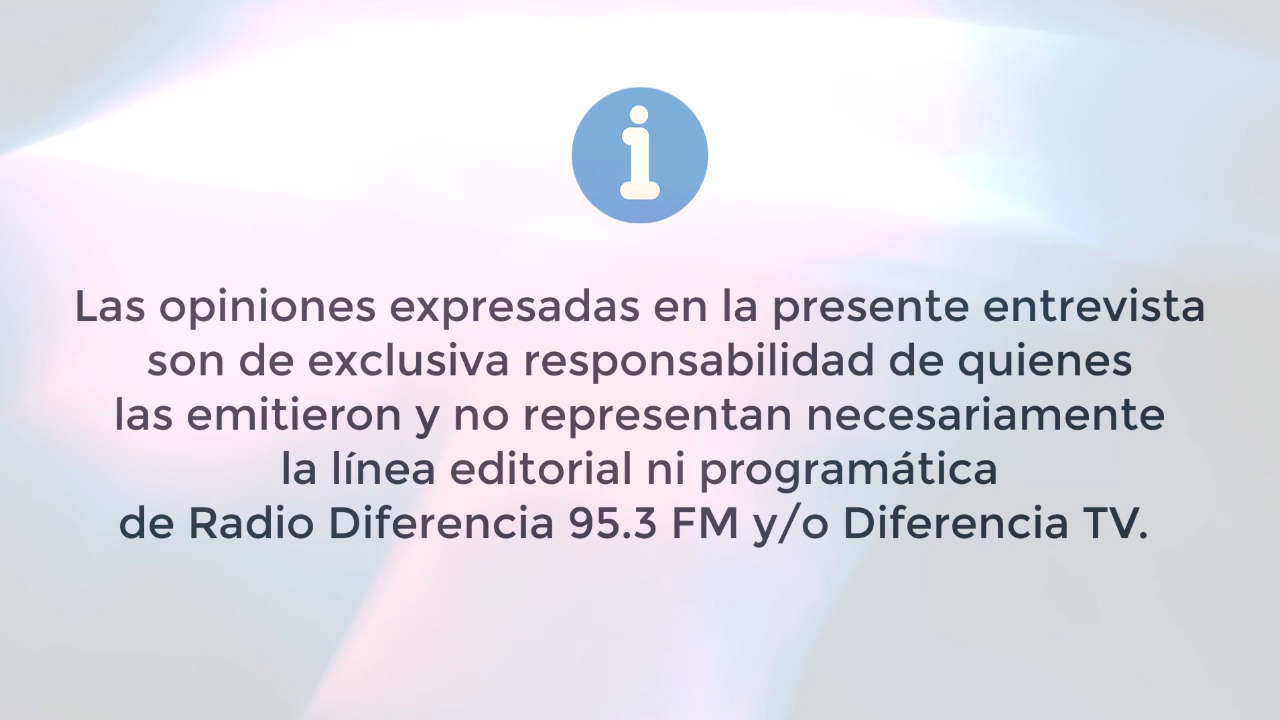 Las opiniones expresadas en la presente entrevista
son de exclusiva responsabilidad de quienes
las emitieron y no representan necesariamente
la línea editorial ni programática
de Radio Diferencia 95.3 FM y/o Diferencia TV.